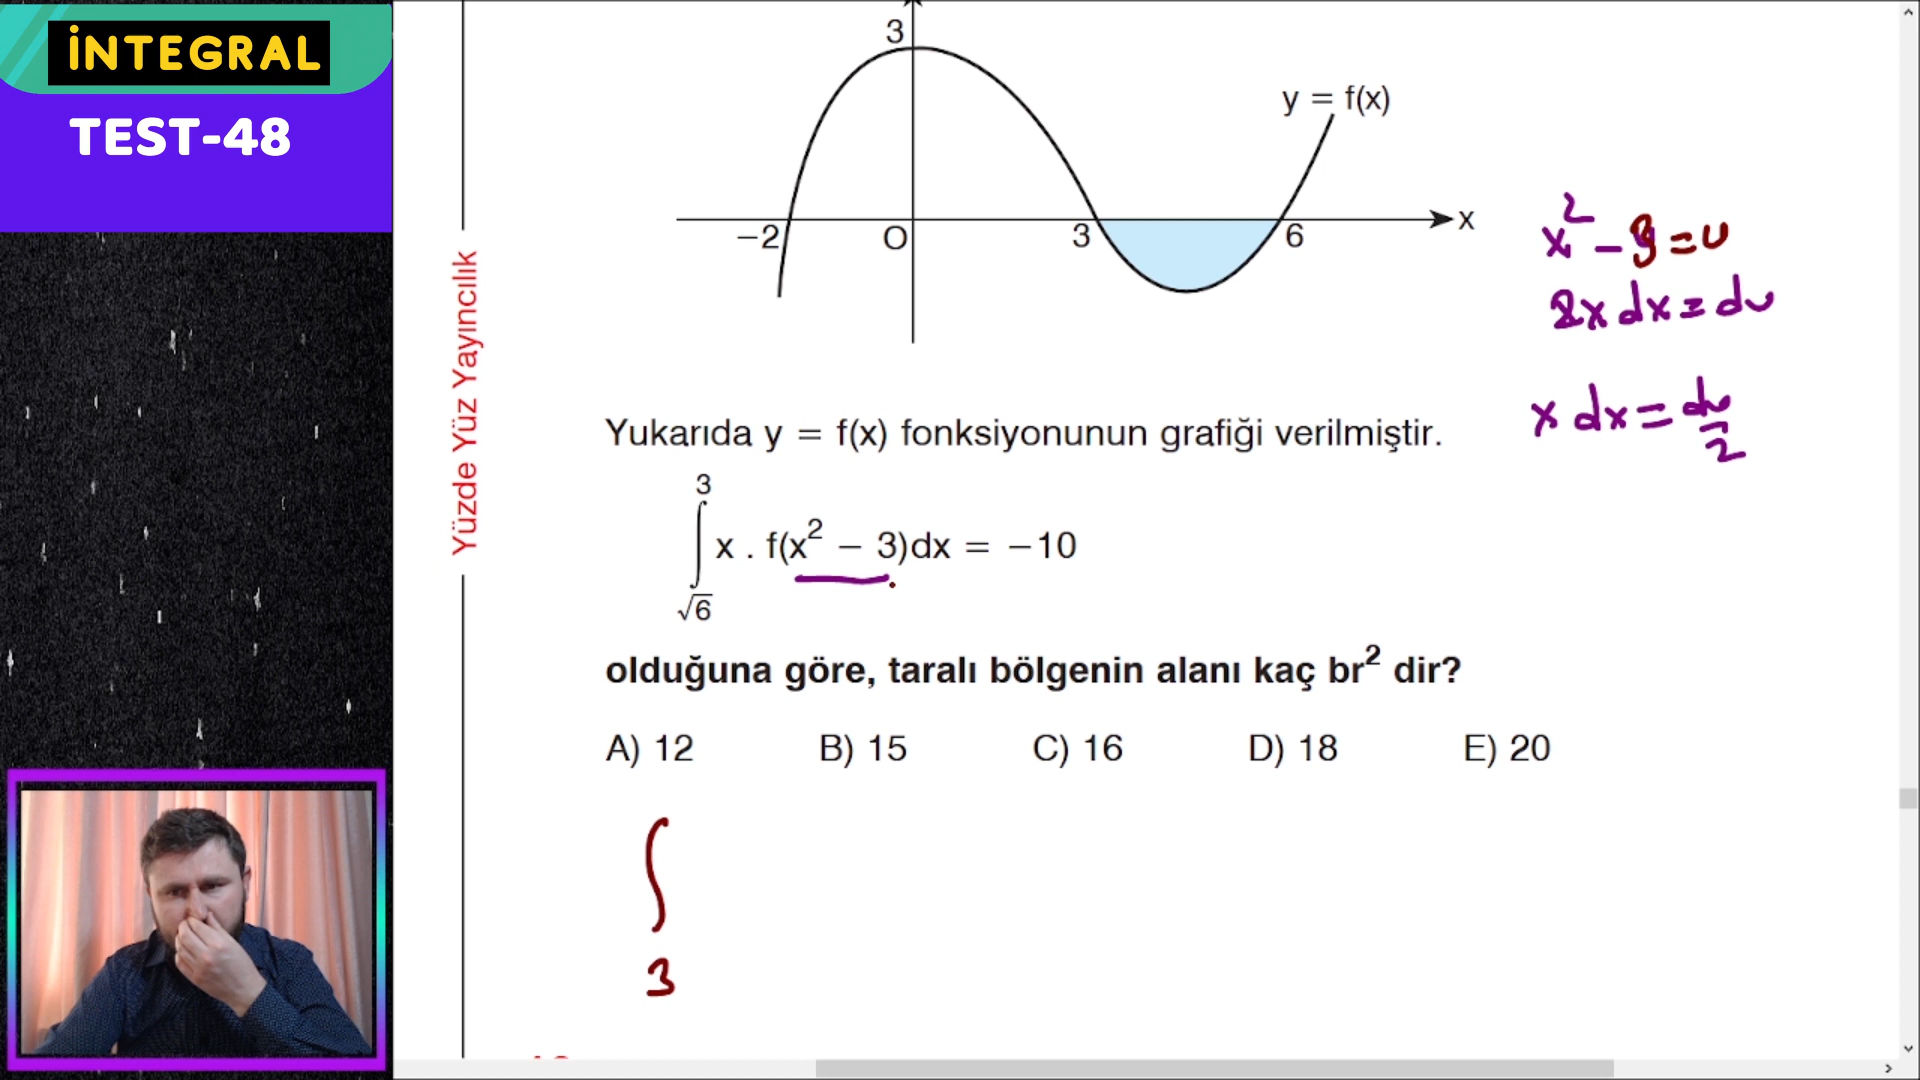 İNTEGRAL
TEST-48
Yüzde Yüz Yayıncılık
3
y = f(x)
−2 O 3 6 x
x² − 3 = u
2x dx = du
x dx = du/2
Yukarıda y = f(x) fonksiyonunun grafiği verilmiştir.
3
∫ x . f(x² − 3)dx = −10
√6
olduğuna göre, taralı bölgenin alanı kaç br² dir?
A) 12 B) 15 C) 16 D) 18 E) 20
∫
3